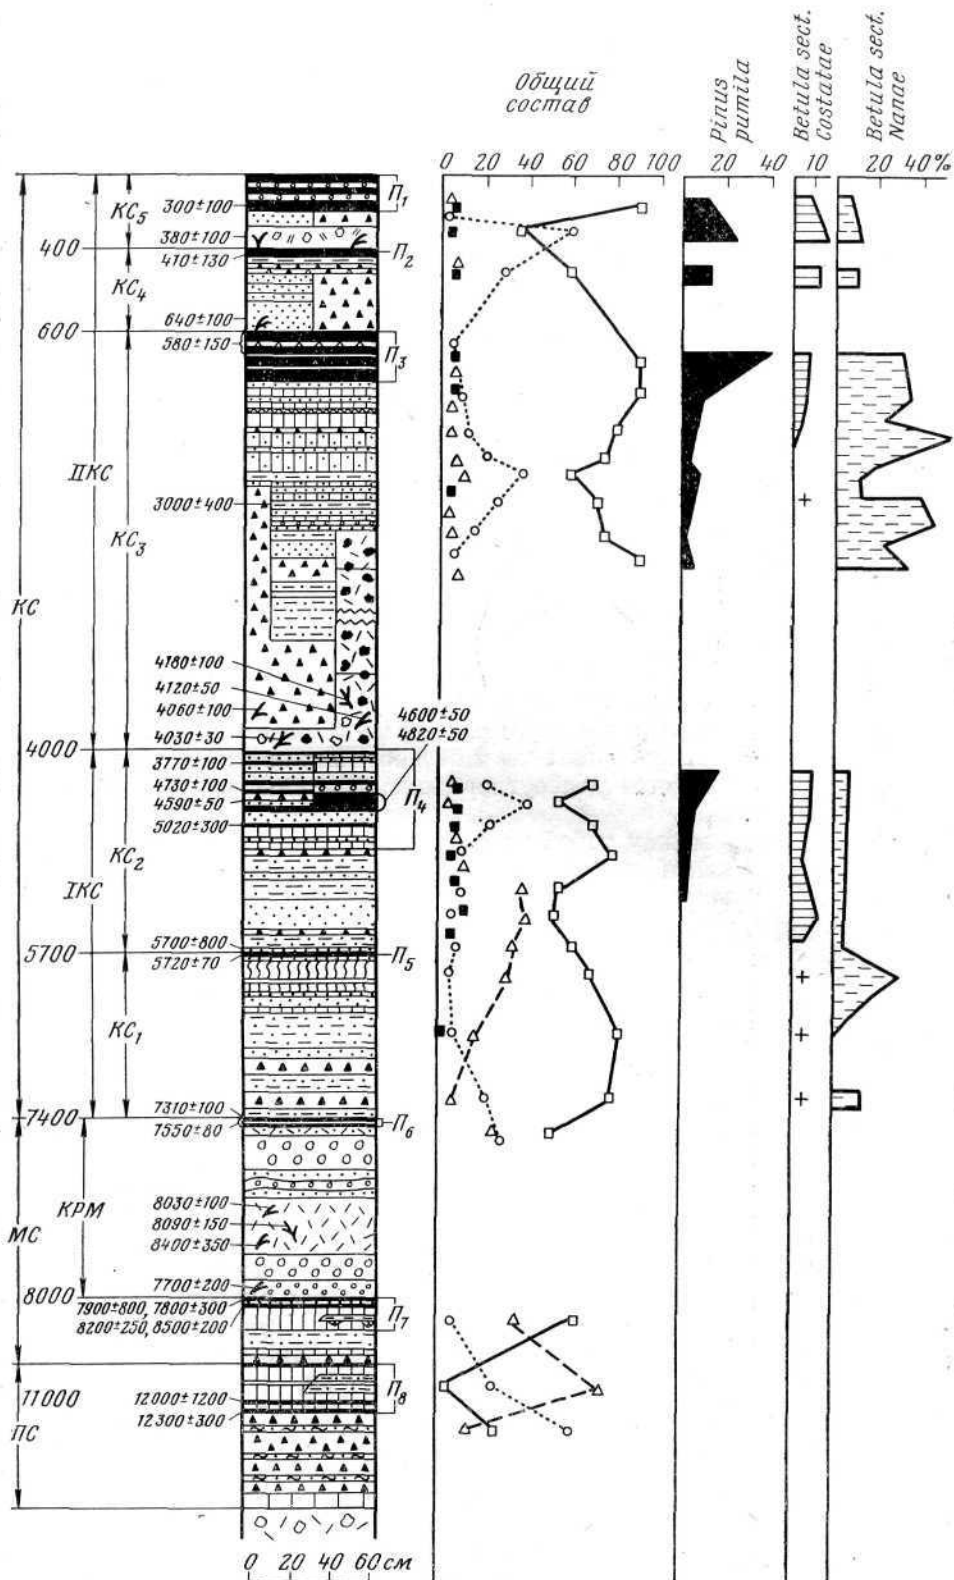 Общий
состав
Pinus
pumila
Betula sect.
Costatae
Betula sect.
Nanae
0 20 40 60 80 100
20 40
10
20 40%
КС
ПС
МС
IIКС
IКС
КРМ
КС5
КС4
КС3
КС2
КС1
400
600
4000
5700
7400
8000
11000
300±100
380±100
410±130
640±100
580±150
3000±400
4180±100
4120±50
4060±100
4030±30
4600±50
4820±50
3770±100
4730±100
4590±50
5020±300
5700±800
5720±70
7310±100
7550±80
8030±100
8090±150
8400±350
7700±200
7900±800, 7800±300
8200±250, 8500±200
12000±1200
12300±300
П1
П2
П3
П4
П5
П6
П7
П8
+
+
+
+
0 20 40 60 см